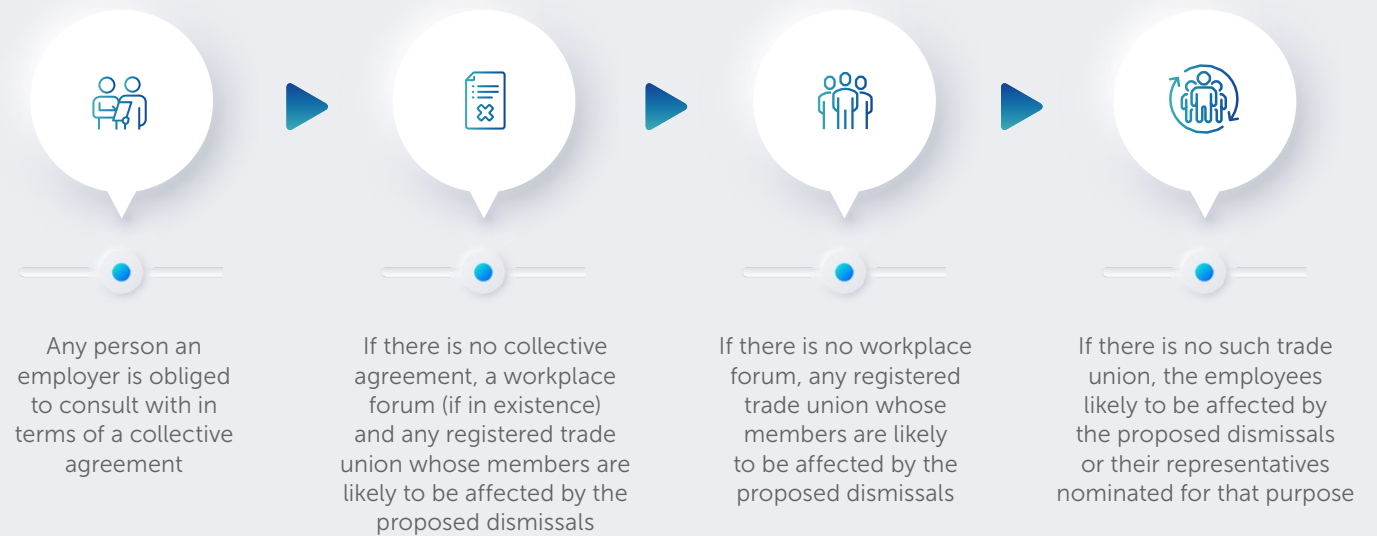 Any person an
employer is obliged
to consult with in
terms of a collective
agreement
If there is no collective
agreement, a workplace
forum (if in existence)
and any registered trade
union whose members are
likely to be affected by the
proposed dismissals
If there is no workplace
forum, any registered
trade union whose
members are likely
to be affected by the
proposed dismissals
If there is no such trade
union, the employees
likely to be affected by
the proposed dismissals
or their representatives
nominated for that purpose